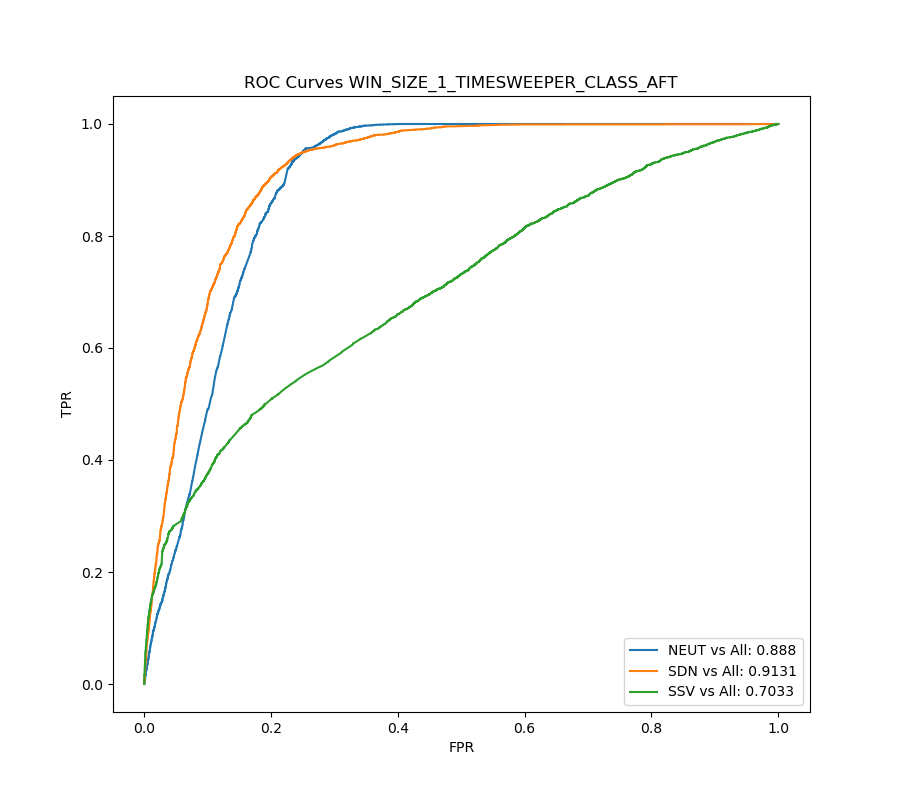 ROC Curves WIN_SIZE_1_TIMESWEEPER_CLASS_AFT
1.0
0.8
0.6
0.4
0.2
0.0
TPR
0.0 0.2 0.4 0.6 0.8 1.0
FPR
NEUT vs All: 0.888
SDN vs All: 0.9131
SSV vs All: 0.7033